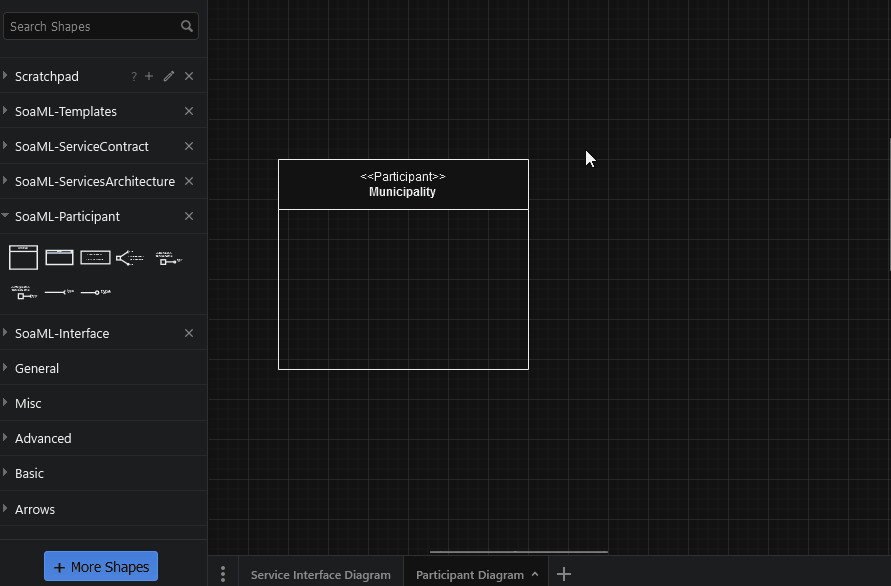 Search Shapes
Scratchpad
? +
SoaML-Templates
SoaML-ServiceContract
SoaML-ServicesArchitecture
SoaML-Participant
SoaML-Interface
General
Misc
Advanced
Basic
Arrows
+ More Shapes
<<Participant>>
Municipality
Service Interface Diagram
Participant Diagram